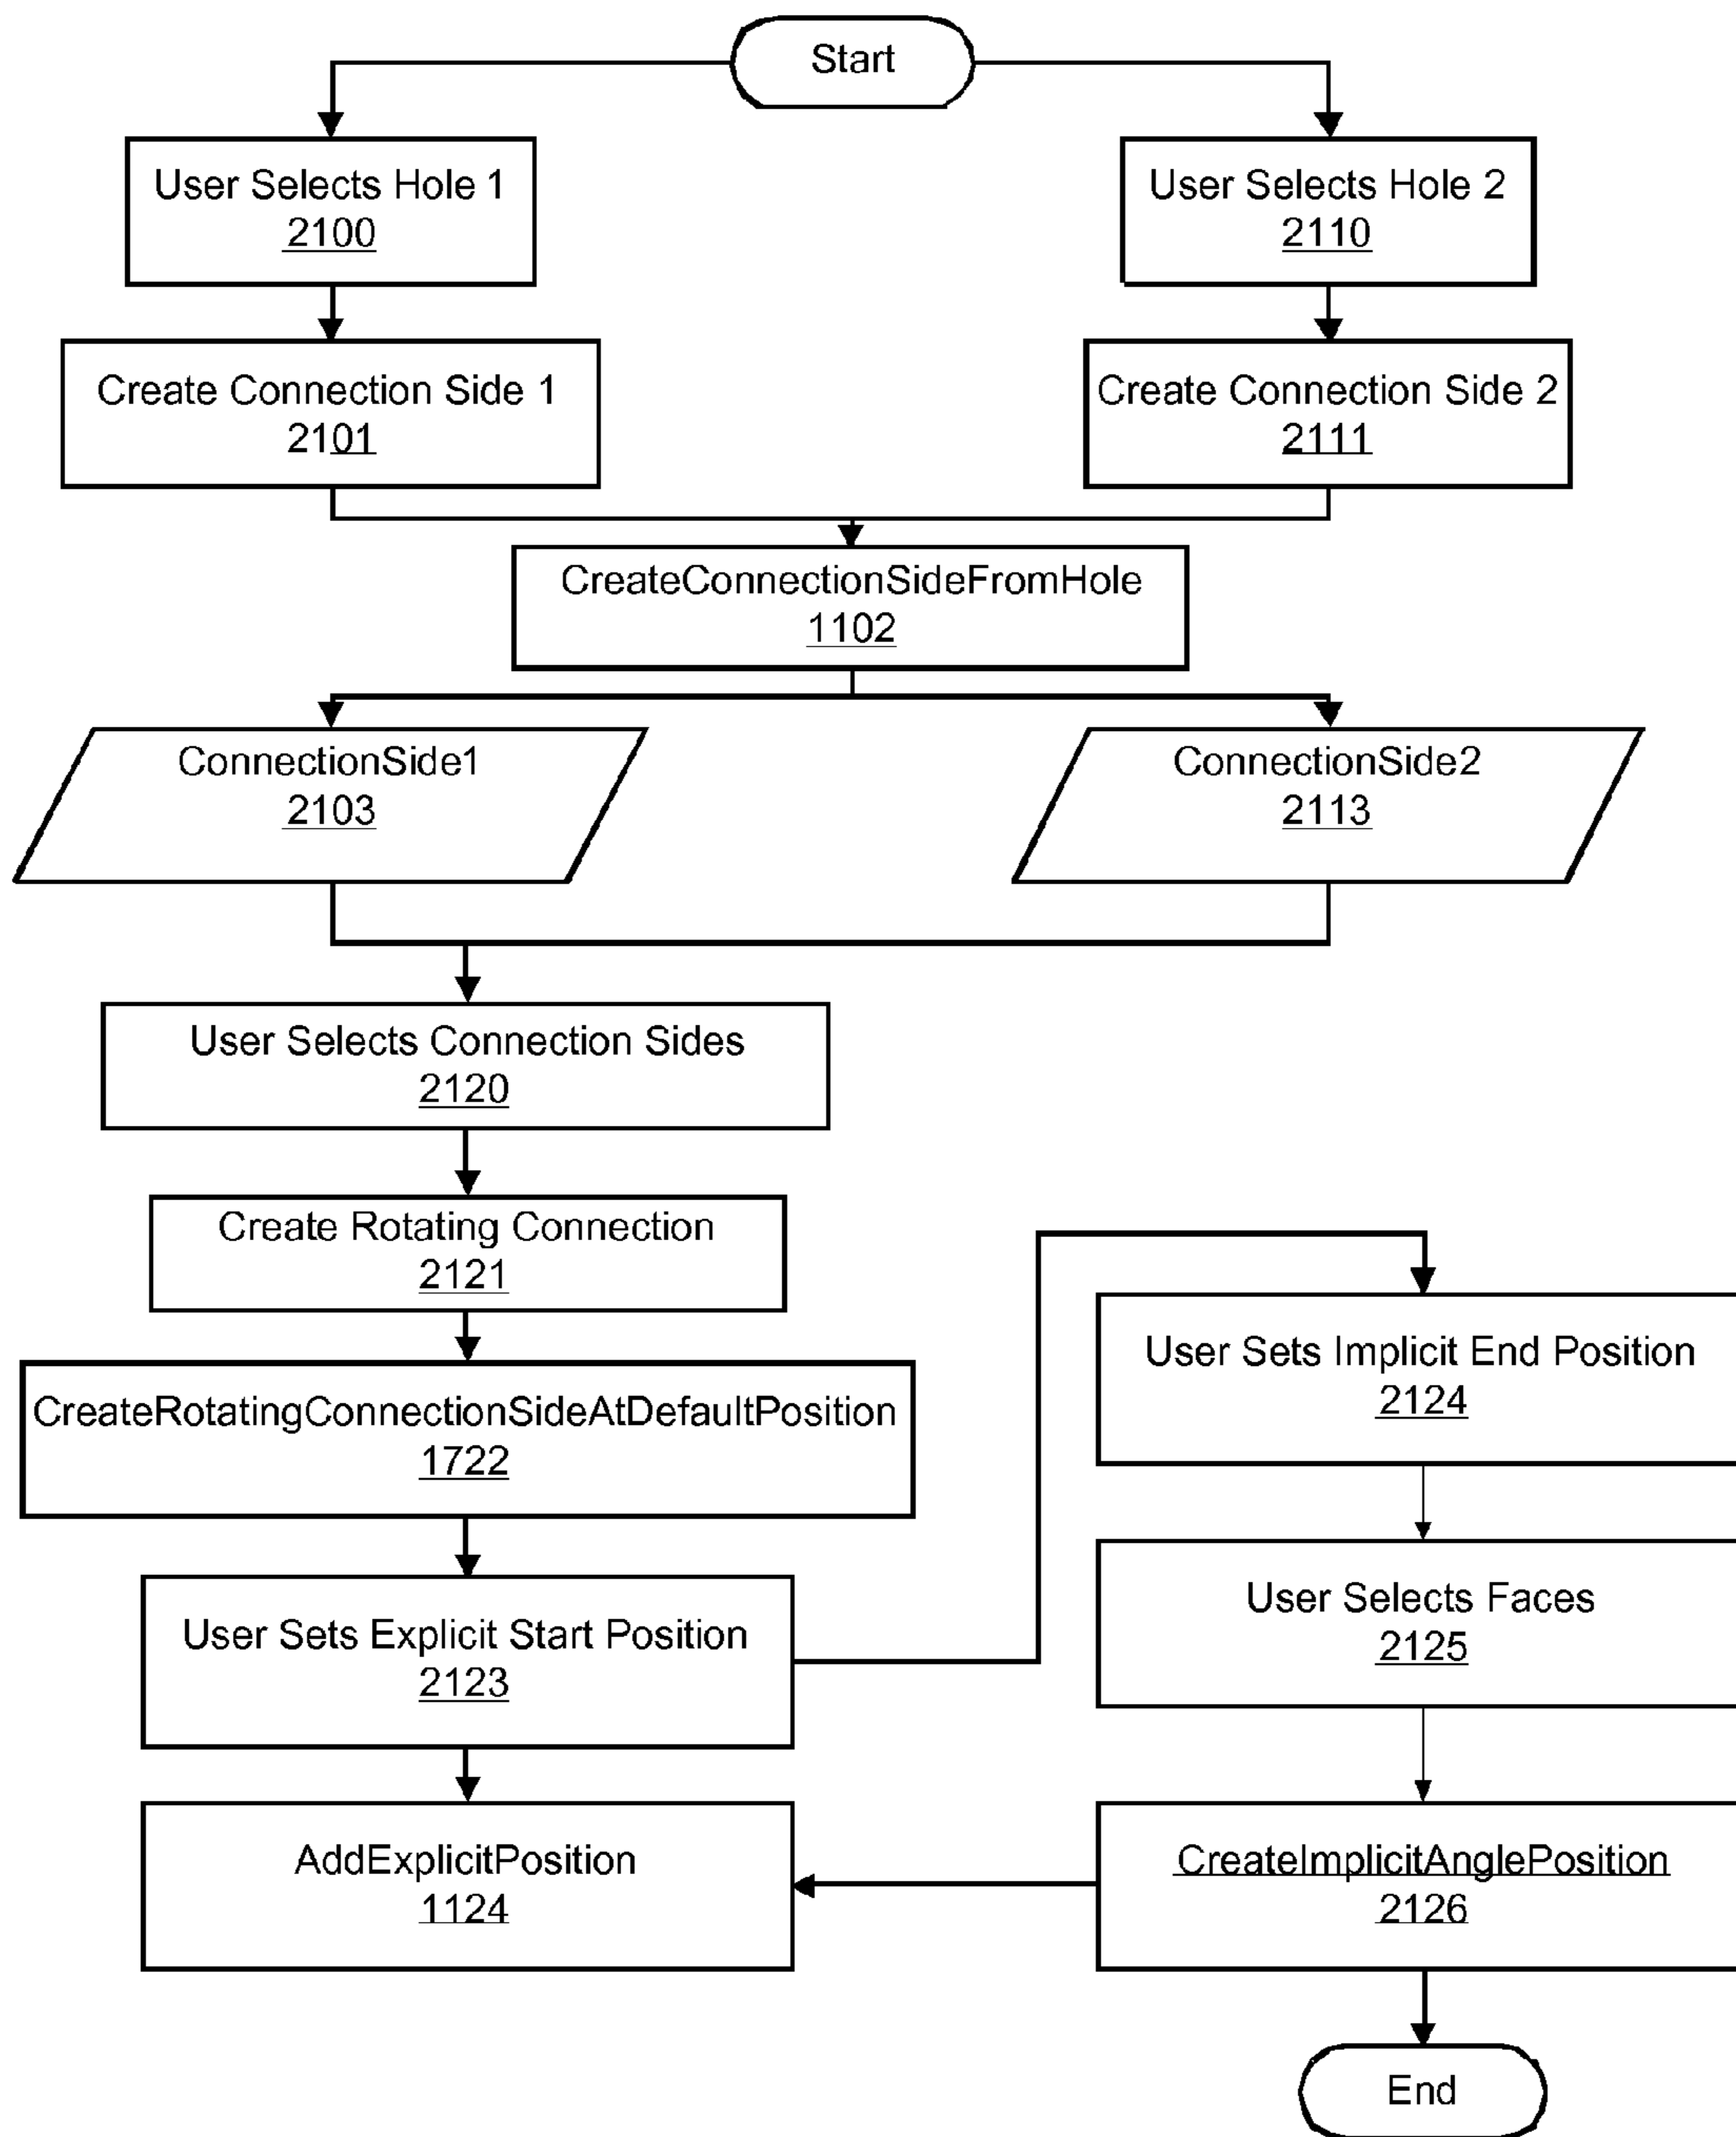 Start
User Selects Hole 1
2100
User Selects Hole 2
2110
Create Connection Side 1
2101
Create Connection Side 2
2111
CreateConnectionSideFromHole
1102
ConnectionSide1
2103
ConnectionSide2
2113
User Selects Connection Sides
2120
Create Rotating Connection
2121
CreateRotatingConnectionSideAtDefaultPosition
1722
User Sets Explicit Start Position
2123
AddExplicitPosition
1124
User Sets Implicit End Position
2124
User Selects Faces
2125
CreateImplicitAnglePosition
2126
End